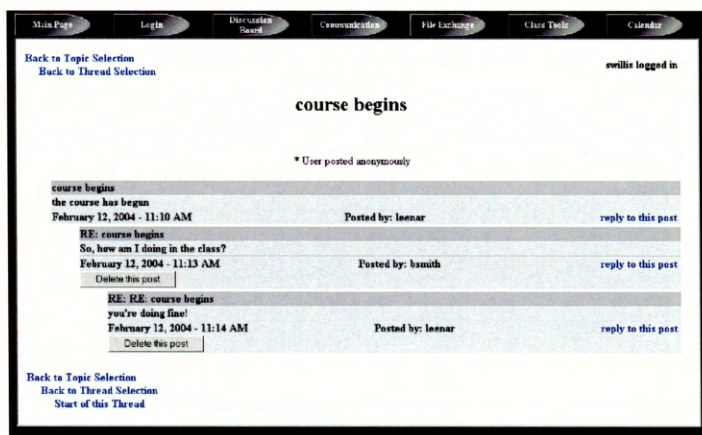 Main Page Login Discussion Board Communication File Exchange Class Tools Calendar
Back to Topic Selection
Back to Thread Selection
swillis logged in
course begins
* User posted anonymously
course begins
the course has begun
February 12, 2004 - 11:10 AM Posted by: leenar reply to this post
RE: course begins
So, how am I doing in the class?
February 12, 2004 - 11:13 AM Posted by: bsmith reply to this post
Delete this post
RE: RE: course begins
you're doing fine!
February 12, 2004 - 11:14 AM Posted by: leenar reply to this post
Delete this post
Back to Topic Selection
Back to Thread Selection
Start of this Thread